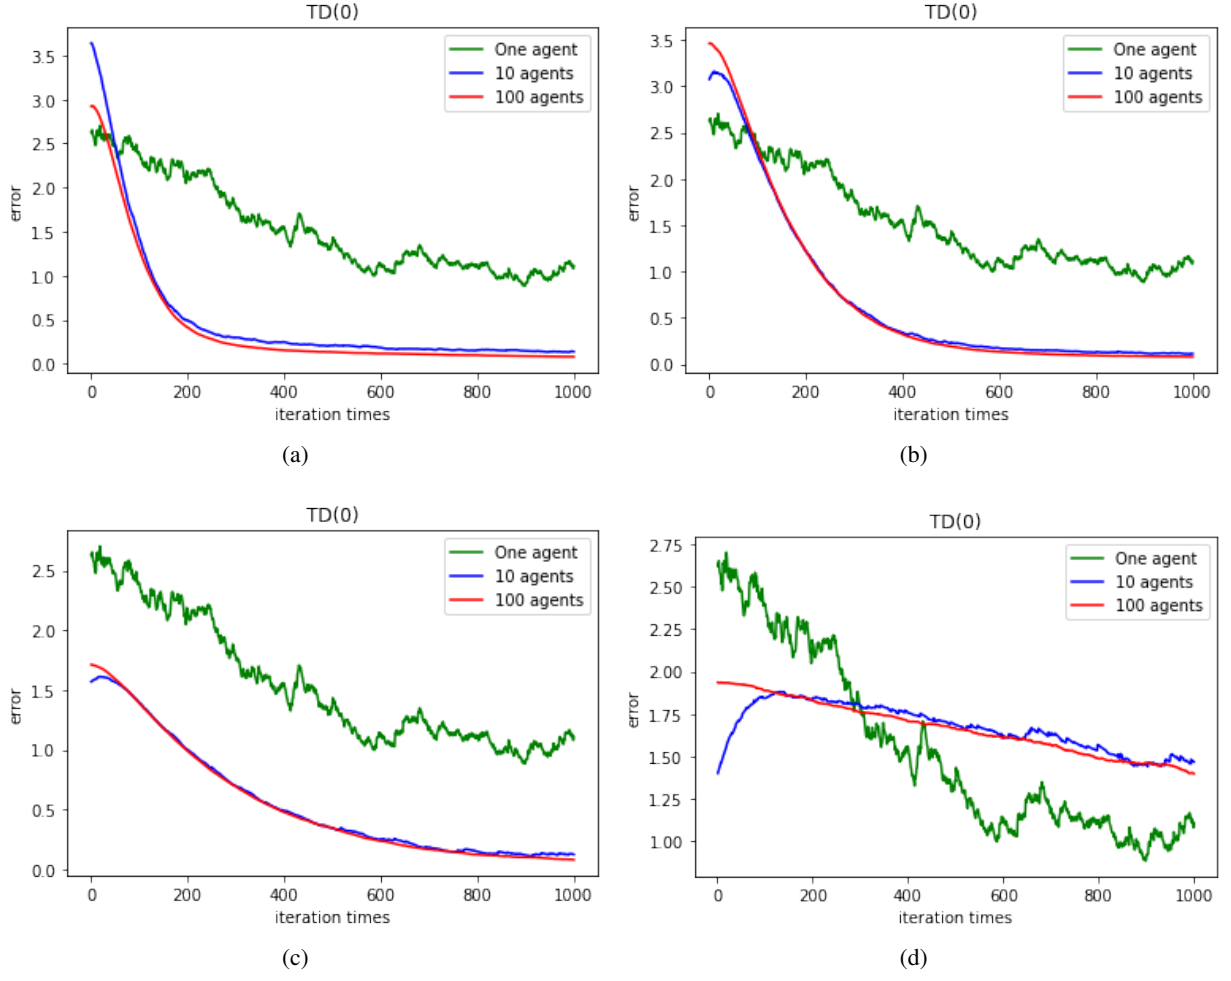 TD(0)
3.5
3.0
2.5
2.0
1.5
1.0
0.5
0.0
error
One agent
10 agents
100 agents
0 200 400 600 800 1000
iteration times
(a)
TD(0)
3.5
3.0
2.5
2.0
1.5
1.0
0.5
0.0
error
One agent
10 agents
100 agents
0 200 400 600 800 1000
iteration times
(b)
TD(0)
2.5
2.0
1.5
1.0
0.5
0.0
error
One agent
10 agents
100 agents
0 200 400 600 800 1000
iteration times
(c)
TD(0)
2.75
2.50
2.25
2.00
1.75
1.50
1.25
1.00
error
One agent
10 agents
100 agents
0 200 400 600 800 1000
iteration times
(d)